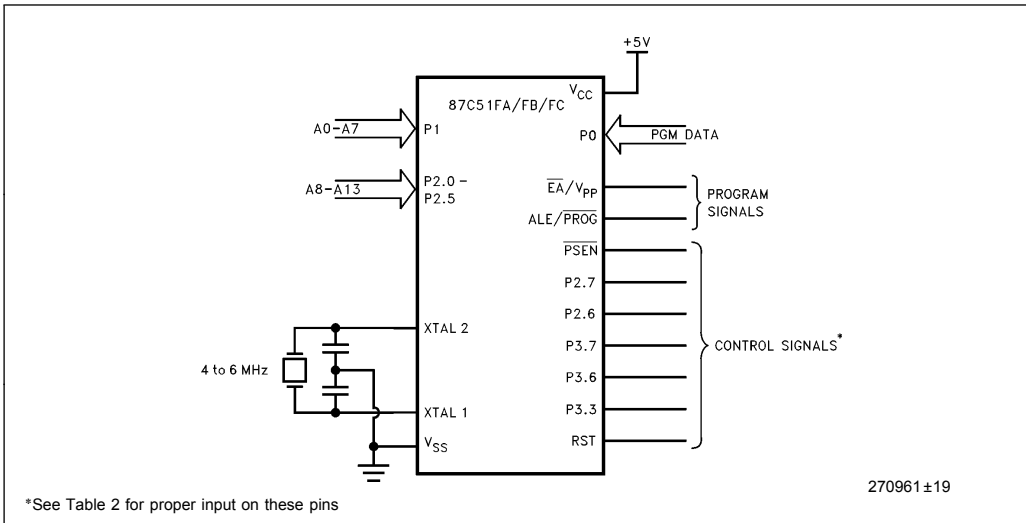 +5V
VCC
87C51FA/FB/FC
A0-A7
P1
P0
PGM DATA
A8-A13
P2.0-
P2.5
EA/VPP
ALE/PROG
PROGRAM
SIGNALS
PSEN
P2.7
P2.6
P3.7
P3.6
P3.3
RST
CONTROL SIGNALS*
XTAL 2
4 to 6 MHz
XTAL 1
VSS
*See Table 2 for proper input on these pins
270961±19